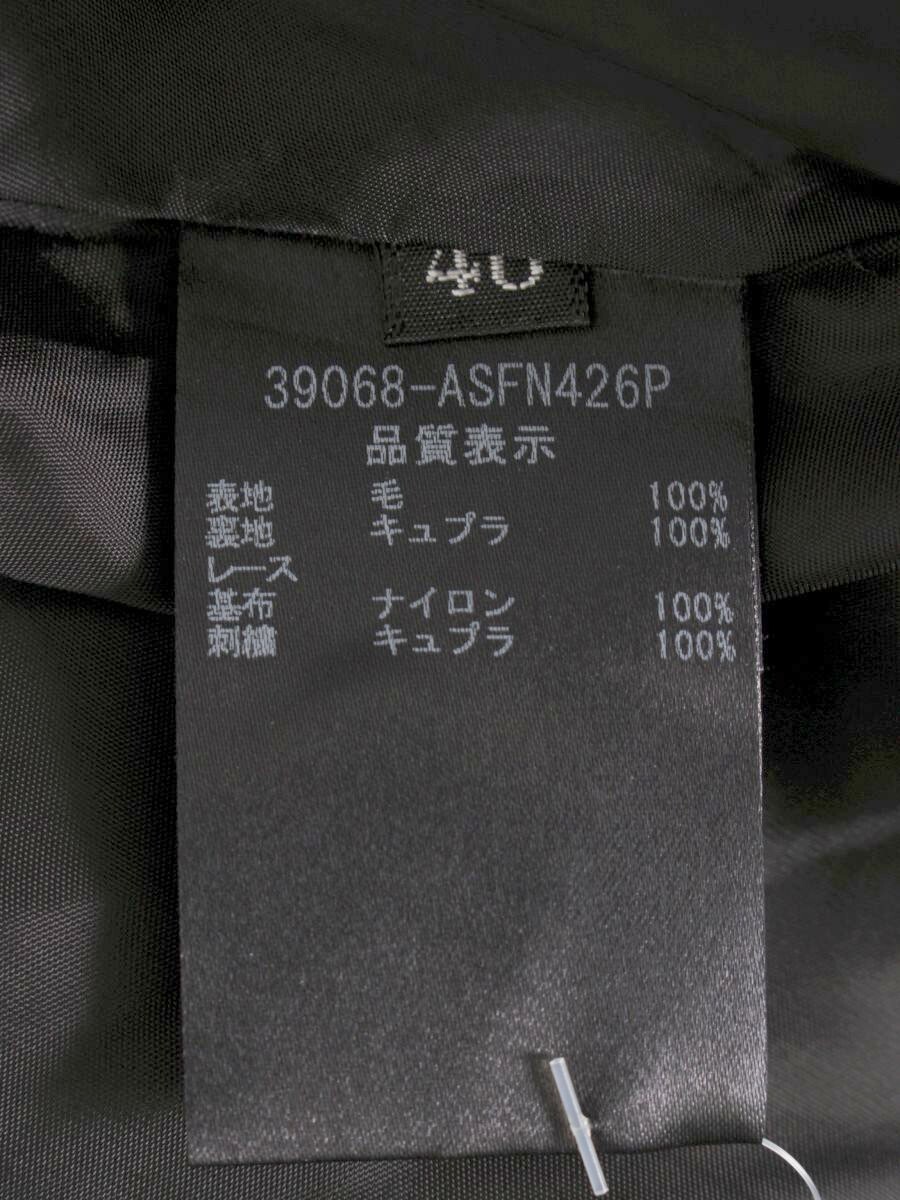 40
39068-ASFN426P
品質表示
表地 毛 100%
裏地 キュプラ 100%
レース
基布 ナイロン 100%
刺繍 キュプラ 100%